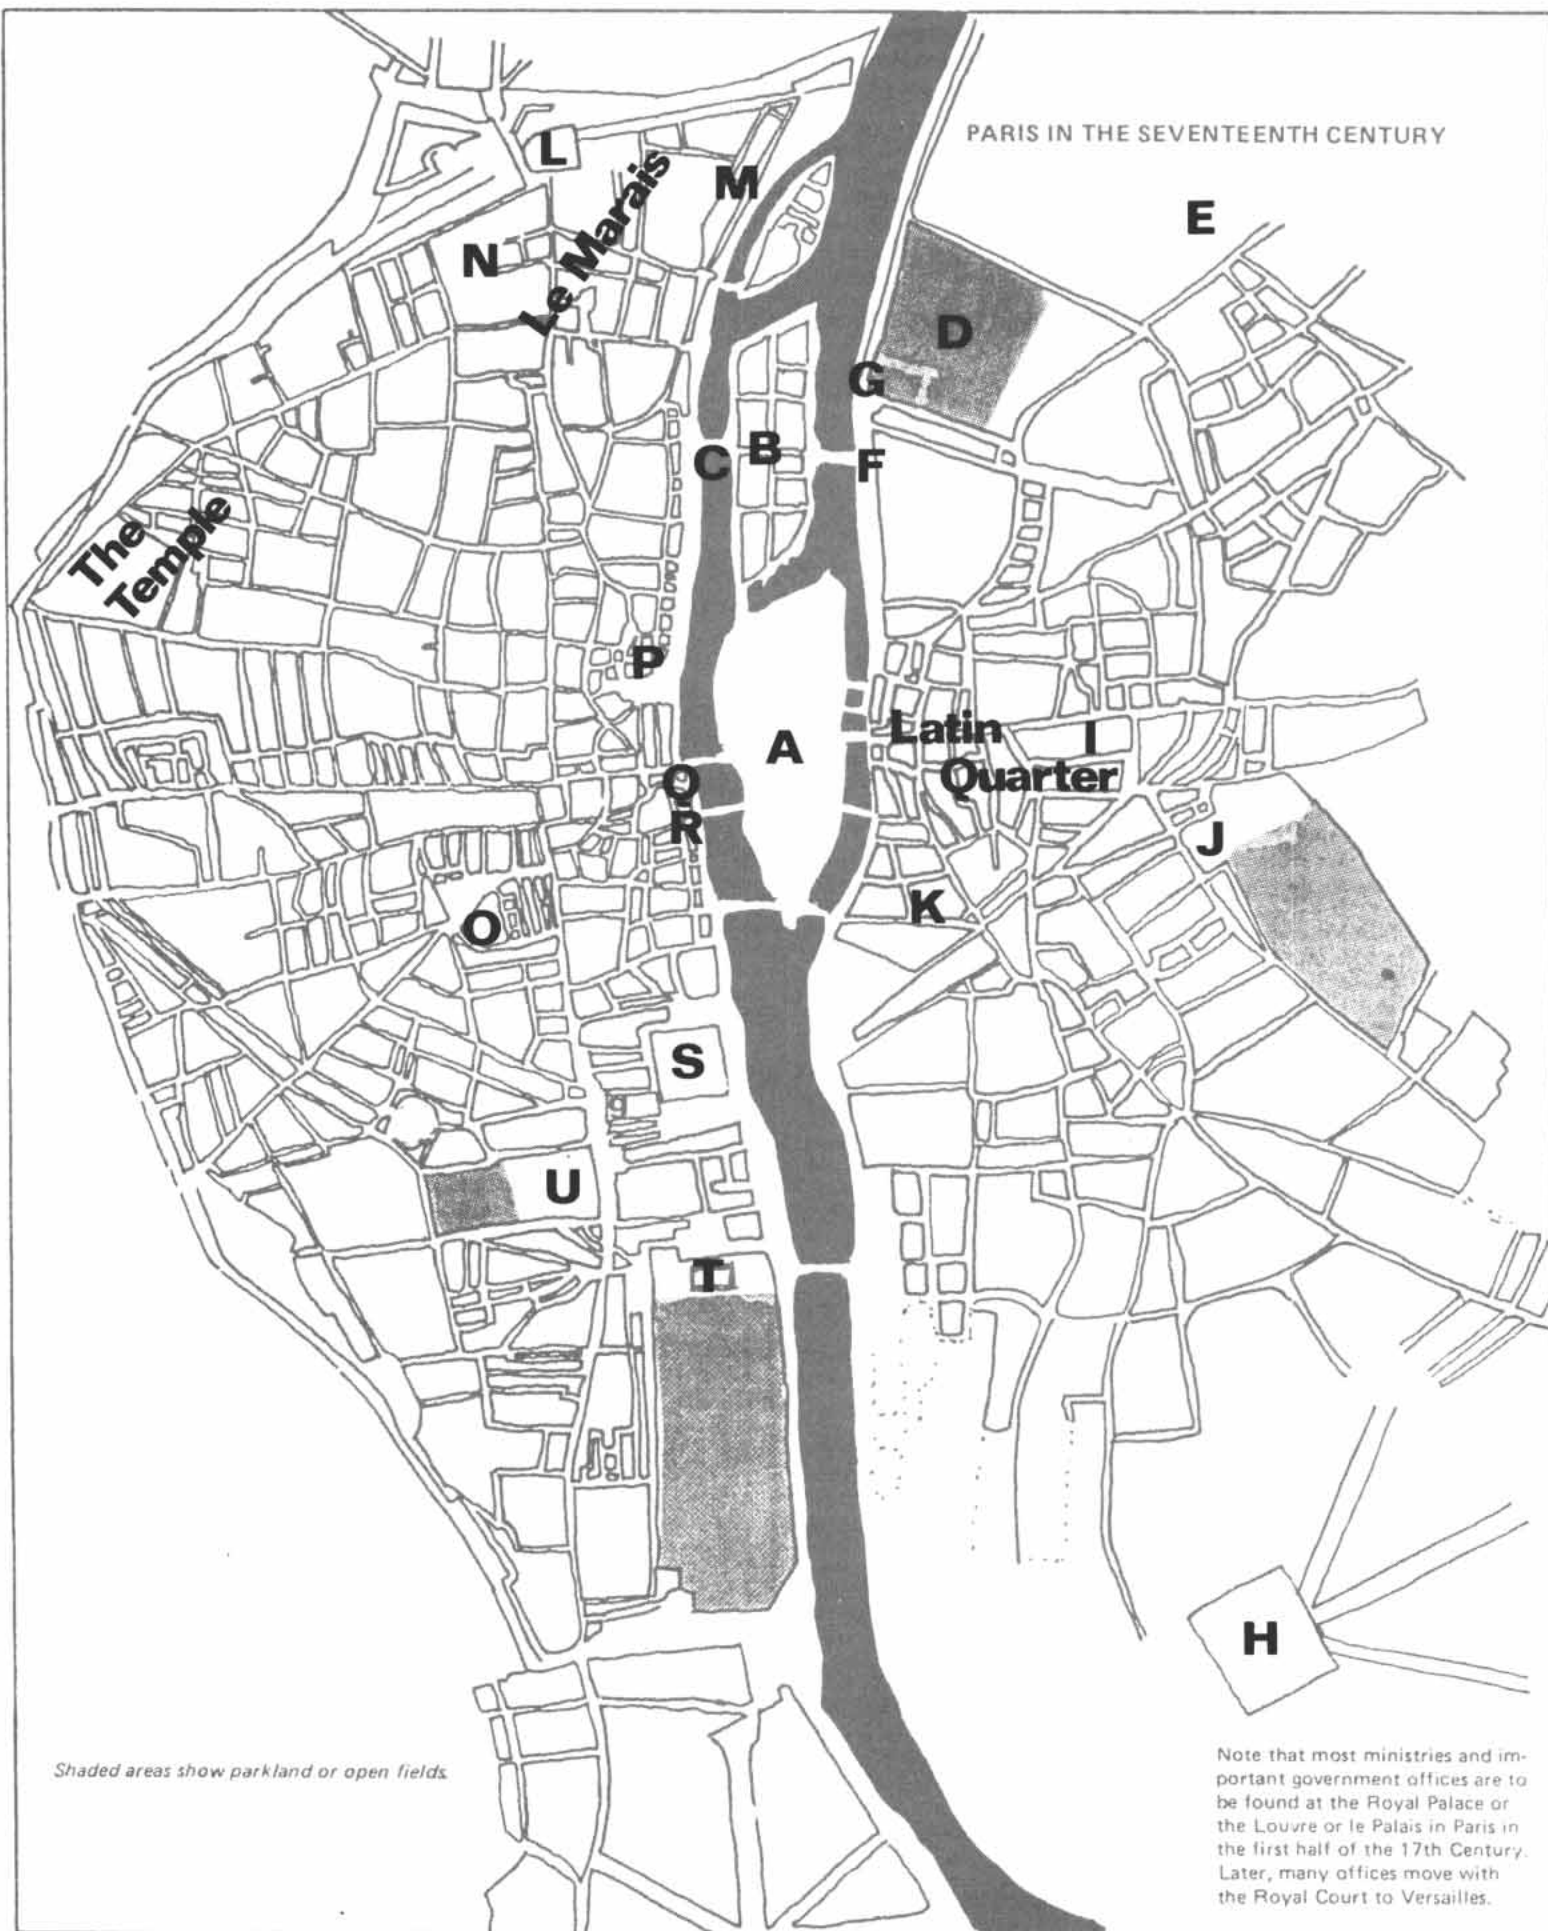 PARIS IN THE SEVENTEENTH CENTURY
L
M
Le Marais
N
E
D
G
B
C
F
The
Temple
P
A
Latin
Quarter
I
Q
R
J
K
O
S
U
T
H
Shaded areas show parkland or open fields.
Note that most ministries and im-
portant government offices are to
be found at the Royal Palace or
the Louvre or le Palais in Paris in
the first half of the 17th Century.
Later, many offices move with
the Royal Court to Versailles.